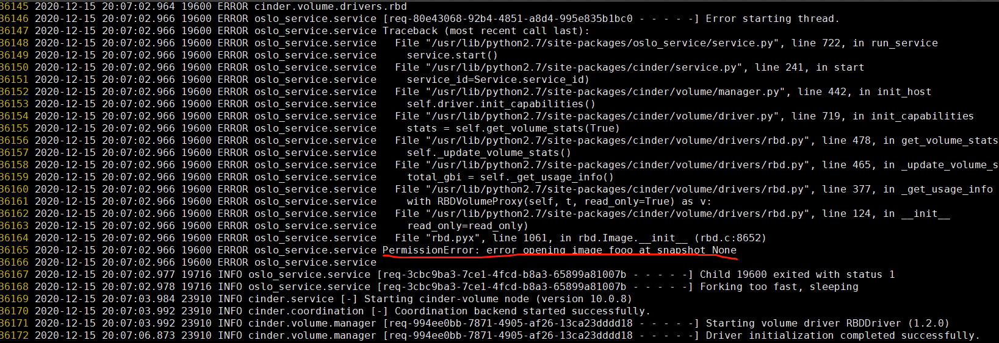 36145 2020-12-15 20:07:02.964 19600 ERROR cinder.volume.drivers.rbd
36146 2020-12-15 20:07:02.966 19600 ERROR oslo_service.service [req-80e43068-92b4-4851-a8d4-995e835b1bc0 - - - - -] Error starting thread.
36147 2020-12-15 20:07:02.966 19600 ERROR oslo_service.service Traceback (most recent call last):
36148 2020-12-15 20:07:02.966 19600 ERROR oslo_service.service   File "/usr/lib/python2.7/site-packages/oslo_service/service.py", line 722, in run_service
36149 2020-12-15 20:07:02.966 19600 ERROR oslo_service.service     service.start()
36150 2020-12-15 20:07:02.966 19600 ERROR oslo_service.service   File "/usr/lib/python2.7/site-packages/cinder/service.py", line 241, in start
36151 2020-12-15 20:07:02.966 19600 ERROR oslo_service.service     service_id=Service.service_id)
36152 2020-12-15 20:07:02.966 19600 ERROR oslo_service.service   File "/usr/lib/python2.7/site-packages/cinder/volume/manager.py", line 442, in init_host
36153 2020-12-15 20:07:02.966 19600 ERROR oslo_service.service     self.driver.init_capabilities()
36154 2020-12-15 20:07:02.966 19600 ERROR oslo_service.service   File "/usr/lib/python2.7/site-packages/cinder/volume/driver.py", line 719, in init_capabilities
36155 2020-12-15 20:07:02.966 19600 ERROR oslo_service.service     stats = self.get_volume_stats(True)
36156 2020-12-15 20:07:02.966 19600 ERROR oslo_service.service   File "/usr/lib/python2.7/site-packages/cinder/volume/drivers/rbd.py", line 478, in get_volume_stats
36157 2020-12-15 20:07:02.966 19600 ERROR oslo_service.service     self._update_volume_stats()
36158 2020-12-15 20:07:02.966 19600 ERROR oslo_service.service   File "/usr/lib/python2.7/site-packages/cinder/volume/drivers/rbd.py", line 465, in _update_volume_s
36159 2020-12-15 20:07:02.966 19600 ERROR oslo_service.service     total_gbi = self._get_usage_info()
36160 2020-12-15 20:07:02.966 19600 ERROR oslo_service.service   File "/usr/lib/python2.7/site-packages/cinder/volume/drivers/rbd.py", line 377, in _get_usage_info
36161 2020-12-15 20:07:02.966 19600 ERROR oslo_service.service     with RBDVolumeProxy(self, t, read_only=True) as v:
36162 2020-12-15 20:07:02.966 19600 ERROR oslo_service.service   File "/usr/lib/python2.7/site-packages/cinder/volume/drivers/rbd.py", line 124, in __init__
36163 2020-12-15 20:07:02.966 19600 ERROR oslo_service.service     read_only=read_only)
36164 2020-12-15 20:07:02.966 19600 ERROR oslo_service.service   File "rbd.pyx", line 1061, in rbd.Image.__init__ (rbd.c:8652)
36165 2020-12-15 20:07:02.966 19600 ERROR oslo_service.service PermissionError: error opening image fooo at snapshot None
36166 2020-12-15 20:07:02.966 19600 ERROR oslo_service.service
36167 2020-12-15 20:07:02.977 19716 INFO oslo_service.service [req-3cbc9ba3-7ce1-4fcd-b8a3-65899a81007b - - - - -] Child 19600 exited with status 1
36168 2020-12-15 20:07:02.978 19716 INFO oslo_service.service [req-3cbc9ba3-7ce1-4fcd-b8a3-65899a81007b - - - - -] Forking too fast, sleeping
36169 2020-12-15 20:07:03.984 23910 INFO cinder.service [-] Starting cinder-volume node (version 10.0.8)
36170 2020-12-15 20:07:03.992 23910 INFO cinder.coordination [-] Coordination backend started successfully.
36171 2020-12-15 20:07:03.992 23910 INFO cinder.volume.manager [req-994ee0bb-7871-4905-af26-13ca23dddd18 - - - - -] Starting volume driver RBDDriver (1.2.0)
36172 2020-12-15 20:07:06.873 23910 INFO cinder.volume.manager [req-994ee0bb-7871-4905-af26-13ca23dddd18 - - - - -] Driver initialization completed successfully.